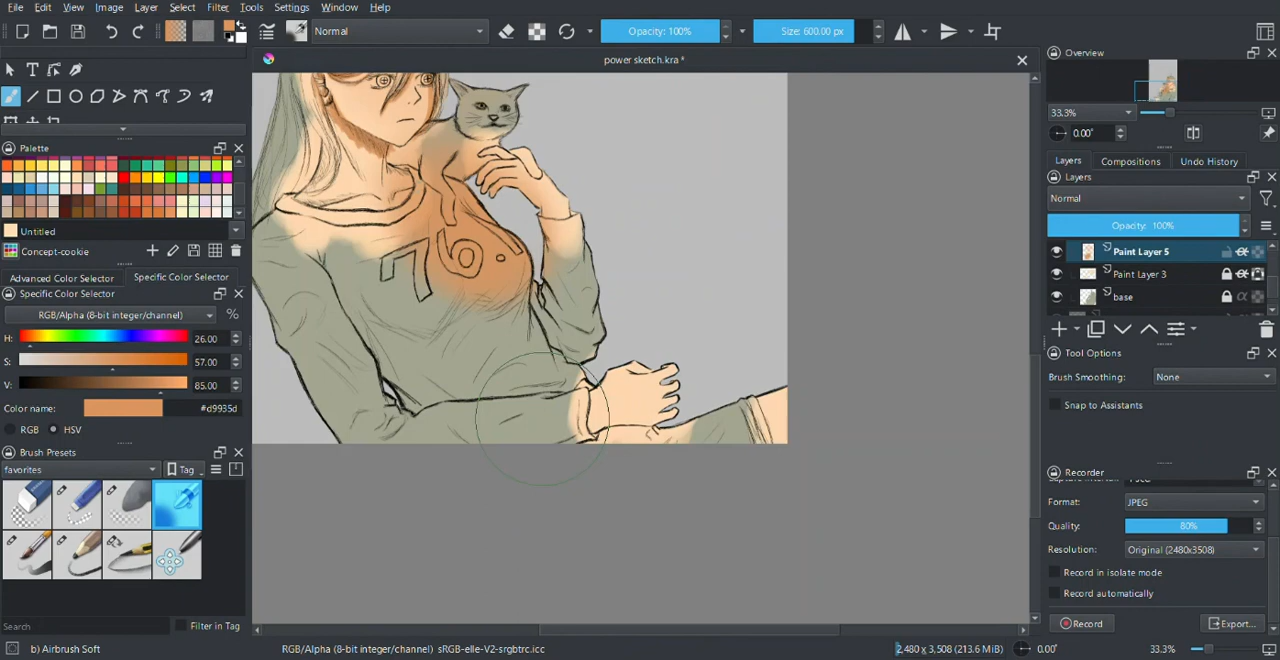 File Edit View Image Layer Select Filter Tools Settings Window Help
Normal
Opacity: 100%
Size: 600.00 px
power sketch.kra *
Overview
33.3%
0.00°
Palette
Untitled
Concept-cookie
Advanced Color Selector
Specific Color Selector
Specific Color Selector
RGB/Alpha (8-bit integer/channel)
%
H: 26.00
S: 57.00
V: 85.00
Color name: #d9935d
RGB HSV
Brush Presets
favorites
Tag
Search
Filter in Tag
Layers Compositions Undo History
Layers
Normal
Opacity: 100%
Paint Layer 5
Paint Layer 3
base
Tool Options
Brush Smoothing: None
Snap to Assistants
Recorder
Format: JPEG
Quality: 80%
Resolution: Original (2480x3508)
Record in isolate mode
Record automatically
Record Export...
b) Airbrush Soft
RGB/Alpha (8-bit integer/channel) sRGB-elle-V2-srgbtrc.icc
2,480 x 3,508 (213.6 MiB)
0.00°
33.3%